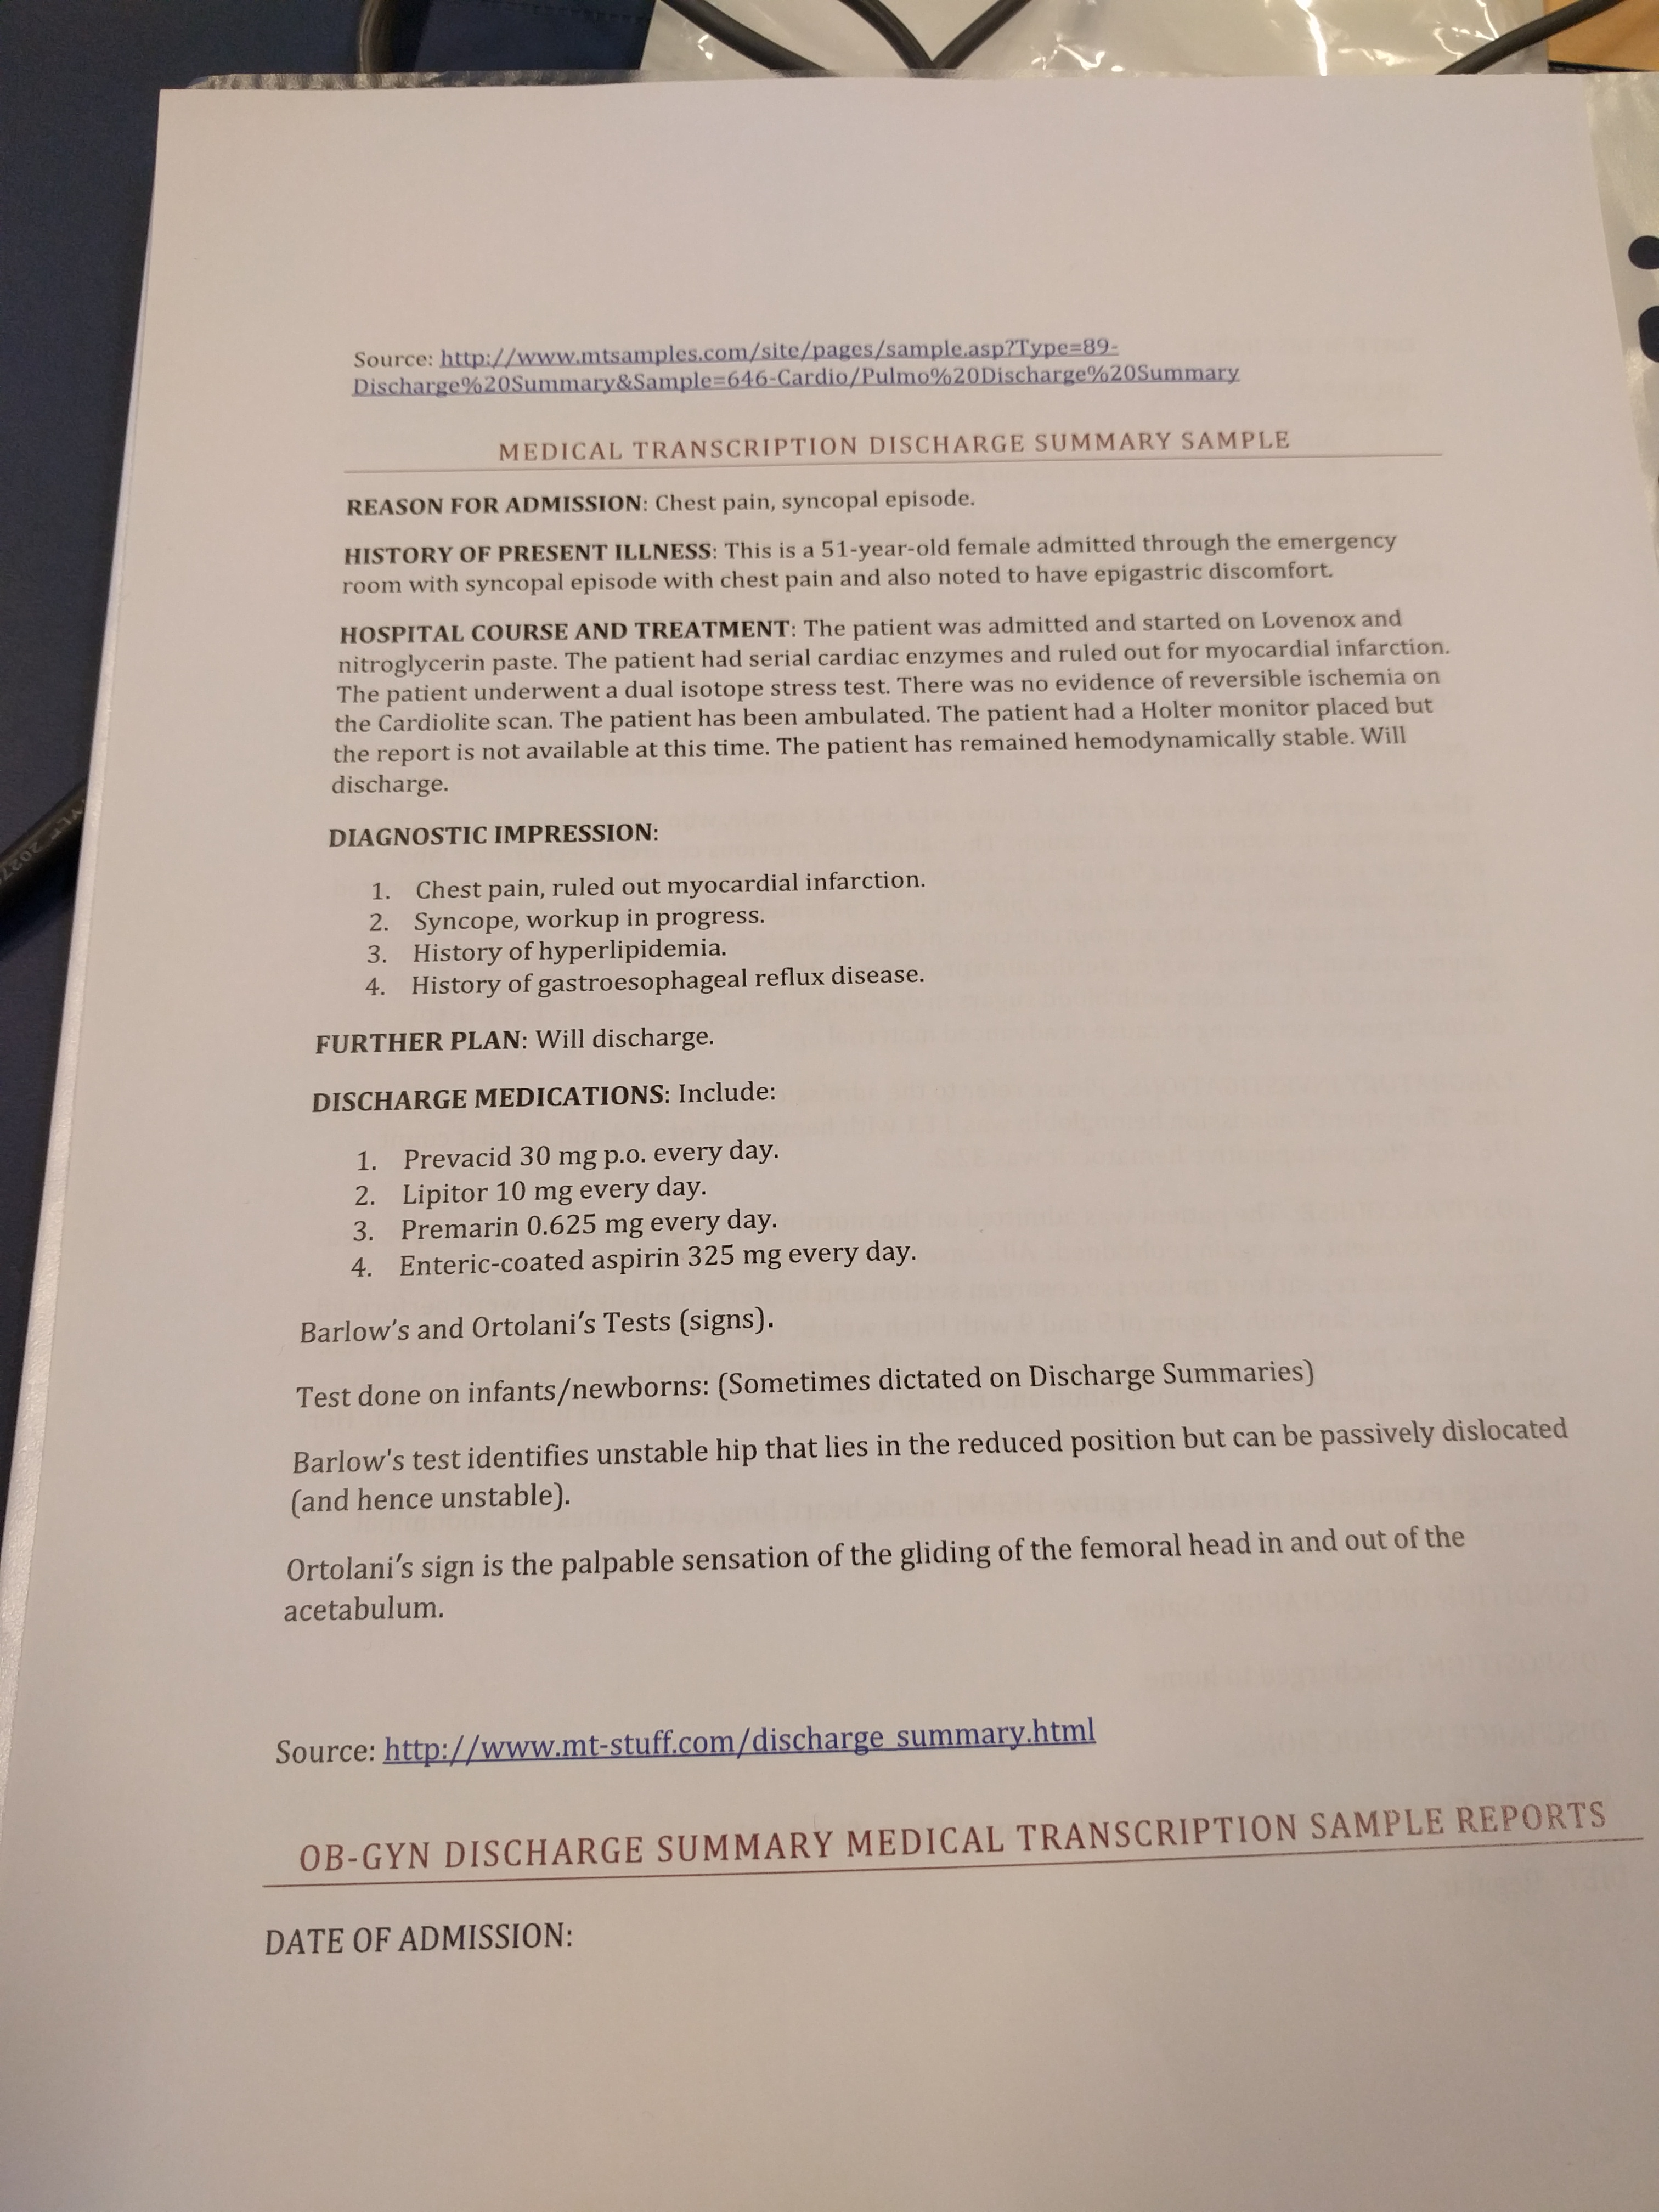 Source: http://www.mtsamples.com/site/pages/sample.asp?Type=89-
Discharge%20Summary&Sample=646-Cardio/Pulmo%20Discharge%20Summary
MEDICAL TRANSCRIPTION DISCHARGE SUMMARY SAMPLE
REASON FOR ADMISSION: Chest pain, syncopal episode.
HISTORY OF PRESENT ILLNESS: This is a 51-year-old female admitted through the emergency
room with syncopal episode with chest pain and also noted to have epigastric discomfort.
HOSPITAL COURSE AND TREATMENT: The patient was admitted and started on Lovenox and
nitroglycerin paste. The patient had serial cardiac enzymes and ruled out for myocardial infarction.
The patient underwent a dual isotope stress test. There was no evidence of reversible ischemia on
the Cardiolite scan. The patient has been ambulated. The patient had a Holter monitor placed but
the report is not available at this time. The patient has remained hemodynamically stable. Will
discharge.
DIAGNOSTIC IMPRESSION:
1. Chest pain, ruled out myocardial infarction.
2. Syncope, workup in progress.
3. History of hyperlipidemia.
4. History of gastroesophageal reflux disease.
FURTHER PLAN: Will discharge.
DISCHARGE MEDICATIONS: Include:
1. Prevacid 30 mg p.o. every day.
2. Lipitor 10 mg every day.
3. Premarin 0.625 mg every day.
4. Enteric-coated aspirin 325 mg every day.
Barlow's and Ortolani's Tests (signs).
Test done on infants/newborns: (Sometimes dictated on Discharge Summaries)
Barlow's test identifies unstable hip that lies in the reduced position but can be passively dislocated
(and hence unstable).
Ortolani's sign is the palpable sensation of the gliding of the femoral head in and out of the
acetabulum.
Source: http://www.mt-stuff.com/discharge_summary.html
OB-GYN DISCHARGE SUMMARY MEDICAL TRANSCRIPTION SAMPLE REPORTS
DATE OF ADMISSION: